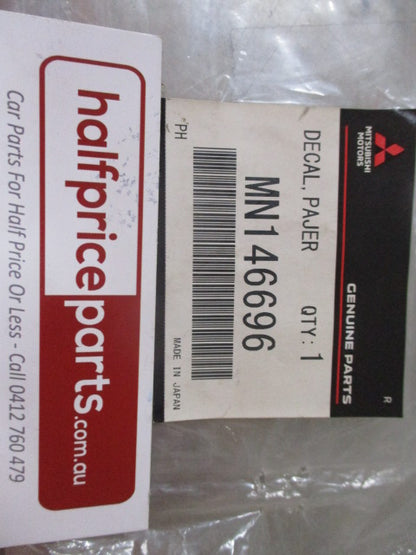 halfpriceparts.com.au
Car Parts For Half Price Or Less - Call 0412 760 479
MITSUBISHI
MOTORS
GENUINE PARTS
R
DECAL, PAJER QTY: 1
MN146696
PH
MADE IN JAPAN